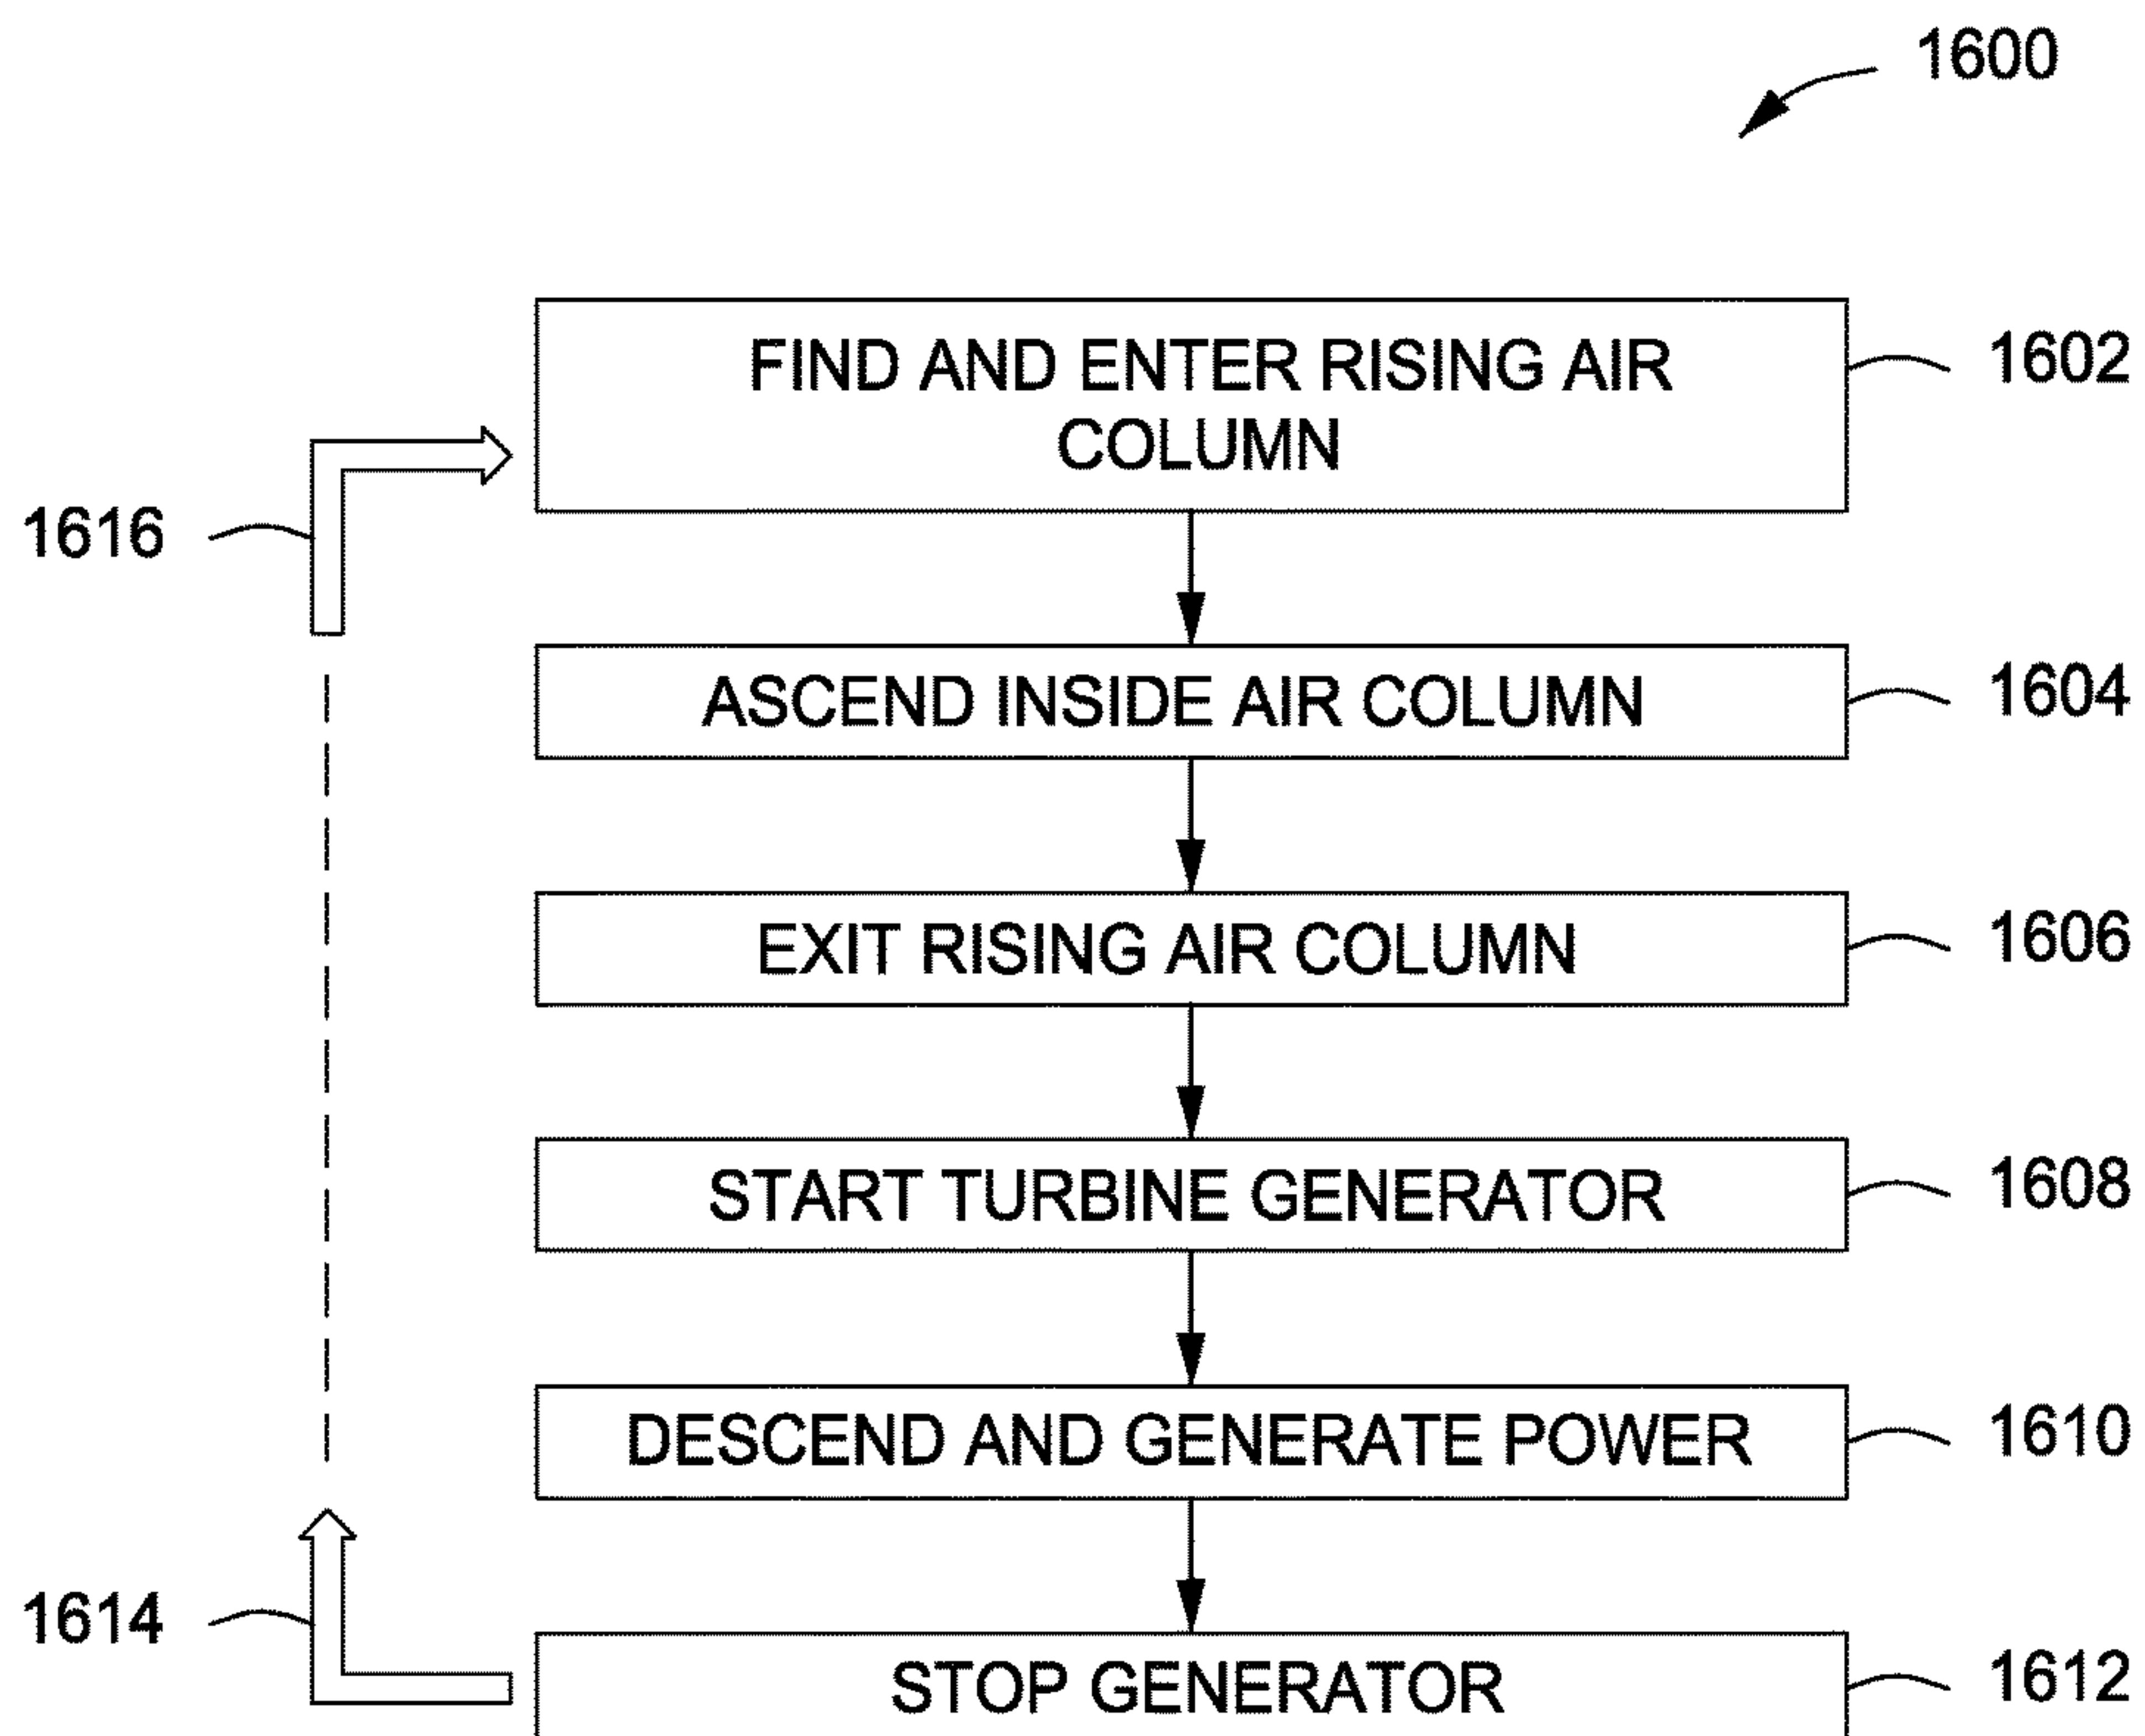 1600
FIND AND ENTER RISING AIR
COLUMN
1602
1616
ASCEND INSIDE AIR COLUMN
1604
EXIT RISING AIR COLUMN
1606
START TURBINE GENERATOR
1608
DESCEND AND GENERATE POWER
1610
1614
STOP GENERATOR
1612